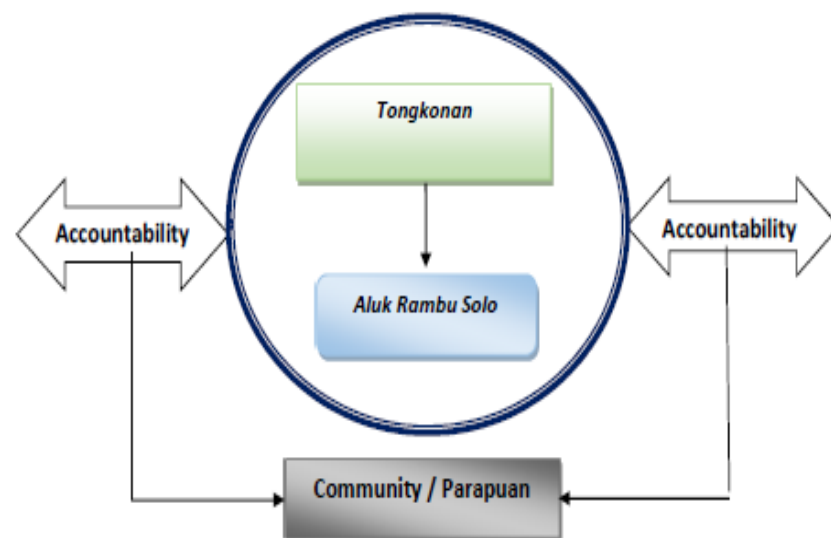 Tongkonan
Accountability
Accountability
Aluk Rambu Solo
Community / Parapuan